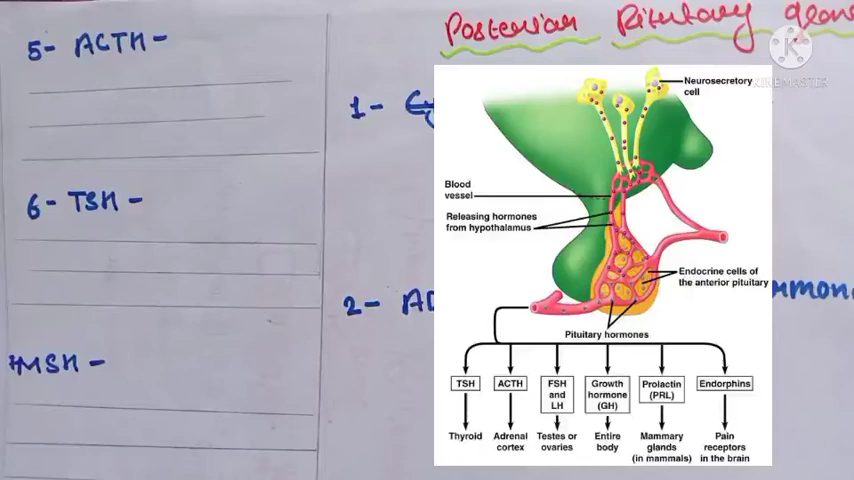 5- ACTH -
6- TSH -
MSH -
Posterior Pitutary gland
KINEMASTER
1-
2- AD
Neurosecretory
cell
Blood
vessel
Releasing hormones
from hypothalamus
Endocrine cells of
the anterior pituitary
Pituitary hormones
TSH
ACTH
FSH
and
LH
Growth
hormone
(GH)
Prolactin
(PRL)
Endorphins
Thyroid
Adrenal
cortex
Testes or
ovaries
Entire
body
Mammary
glands
(in mammals)
Pain
receptors
in the brain